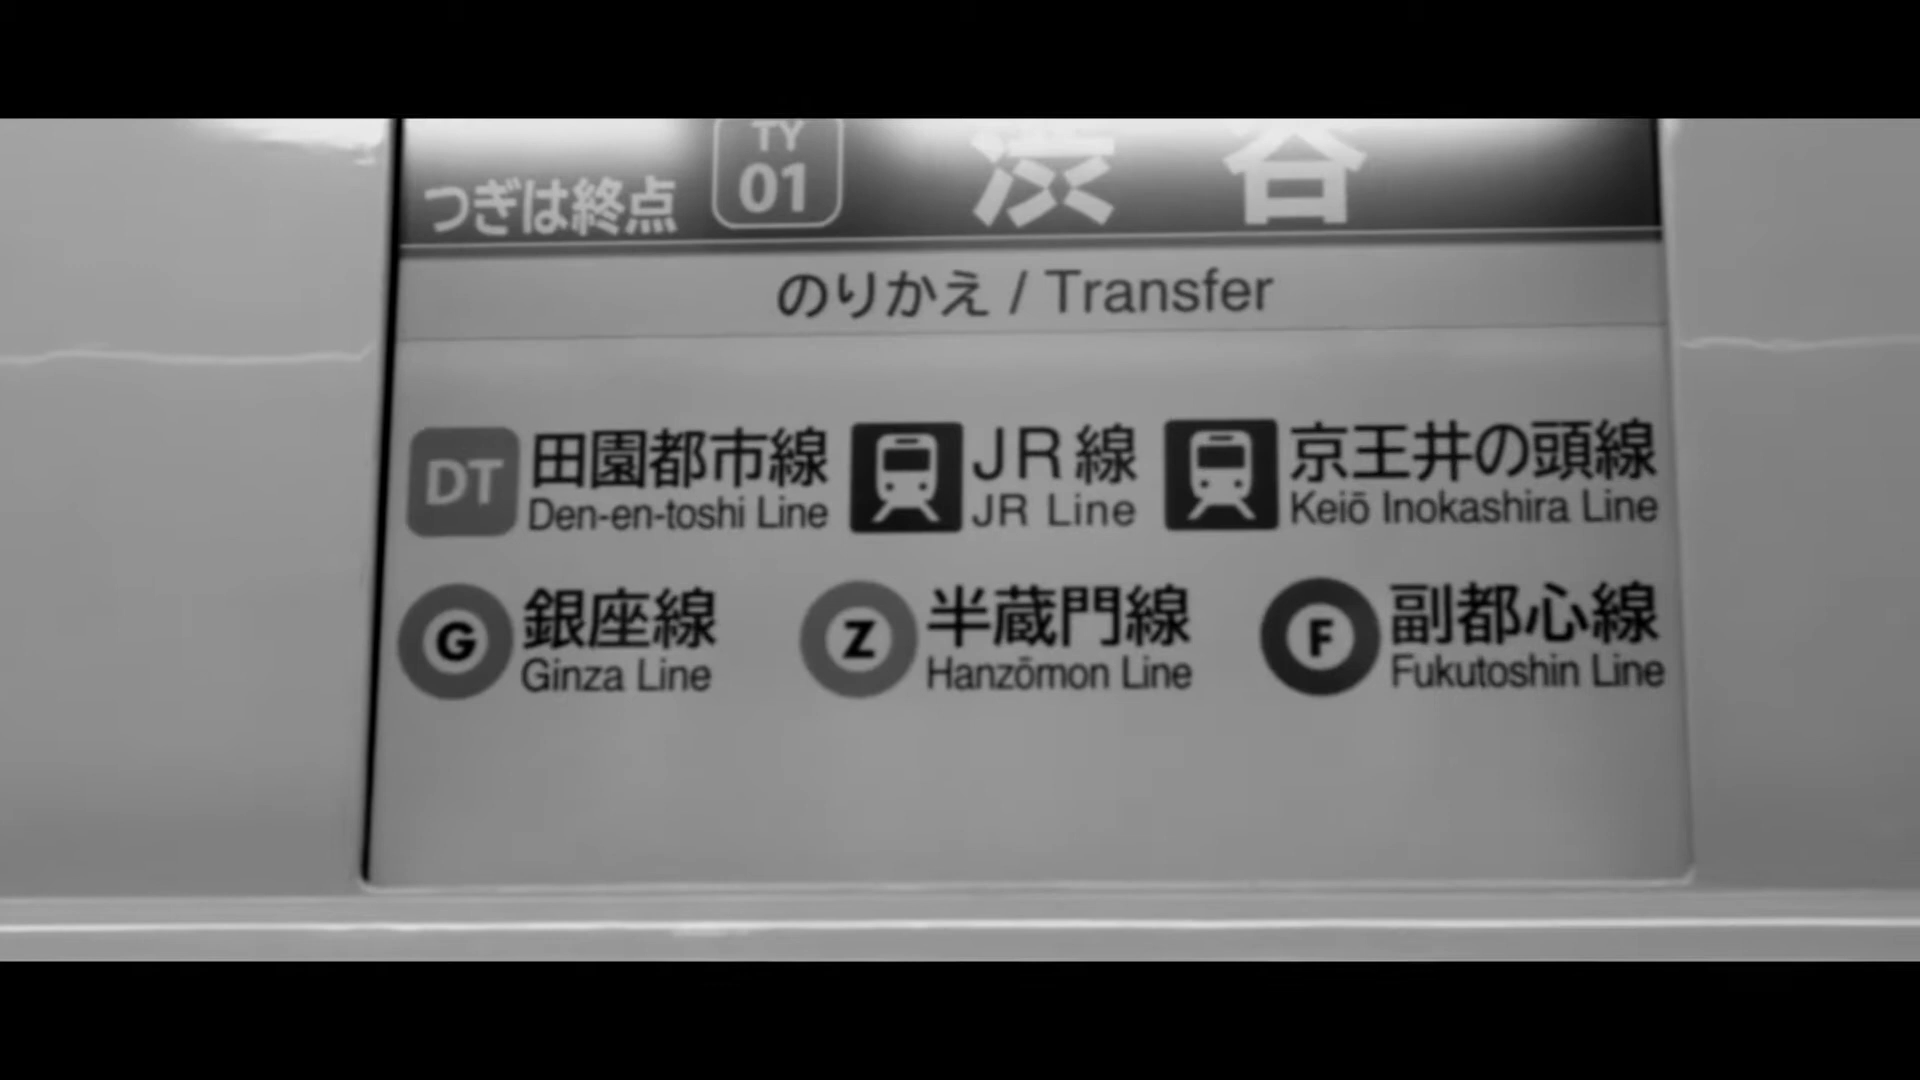 つぎは終点 TY 01 渋谷
のりかえ / Transfer
DT 田園都市線 JR線 京王井の頭線
Den-en-toshi Line JR Line Keiō Inokashira Line
G 銀座線 Z 半蔵門線 F 副都心線
Ginza Line Hanzōmon Line Fukutoshin Line